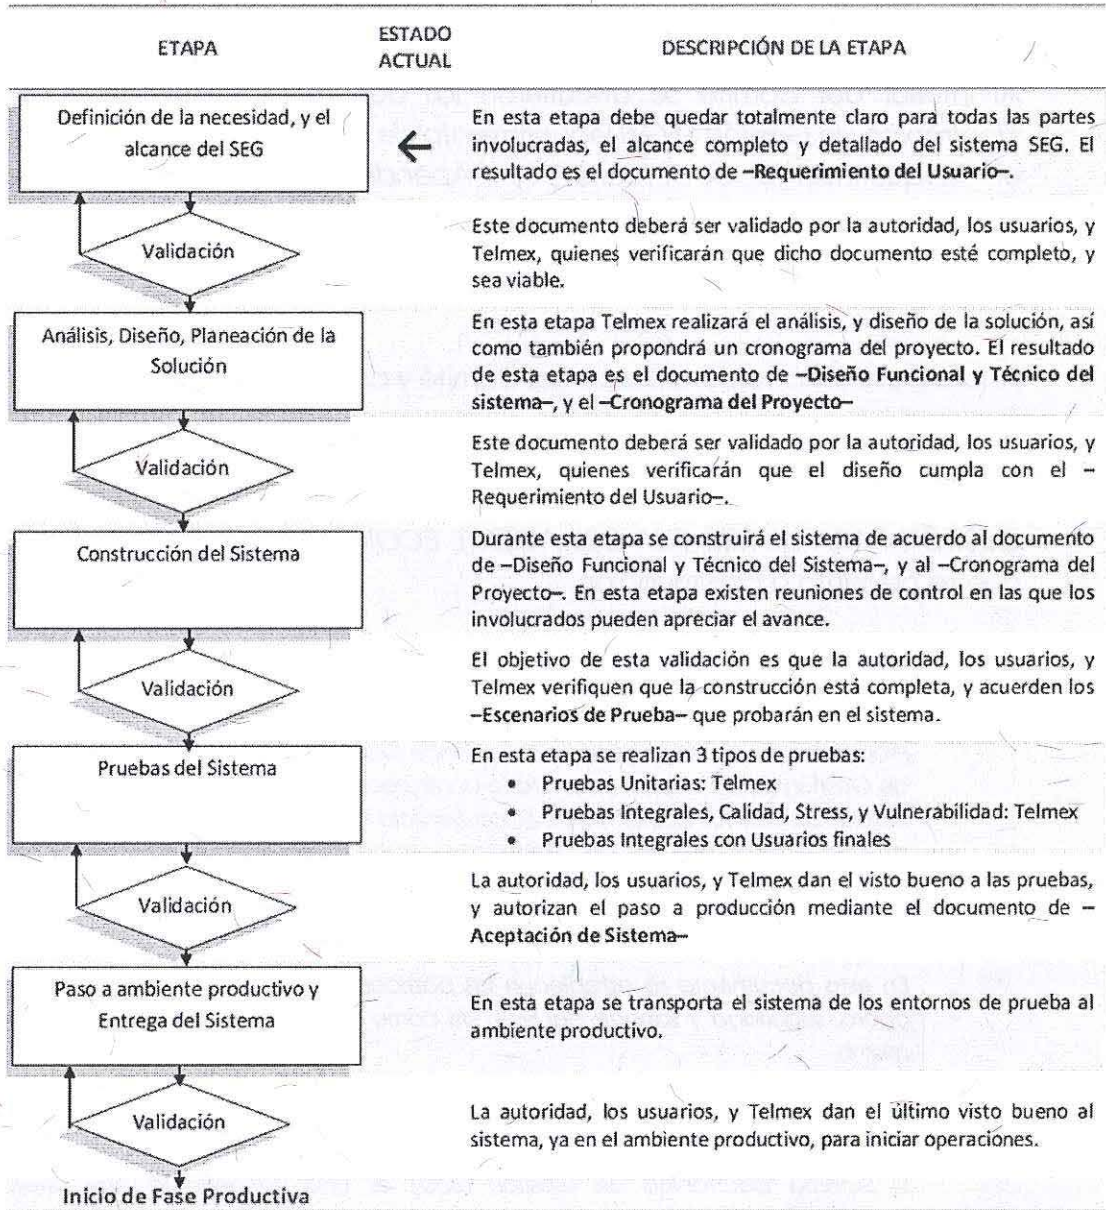 ETAPA
ESTADO
ACTUAL
DESCRIPCIÓN DE LA ETAPA
Definición de la necesidad, y el
alcance del SEG
En esta etapa debe quedar totalmente claro para todas las partes
involucradas, el alcance completo y detallado del sistema SEG. El
resultado es el documento de –Requerimiento del Usuario–.
Validación
Este documento deberá ser validado por la autoridad, los usuarios, y
Telmex, quienes verificarán que dicho documento esté completo, y
sea viable.
Análisis, Diseño, Planeación de la
Solución
En esta etapa Telmex realizará el análisis, y diseño de la solución, así
como también propondrá un cronograma del proyecto. El resultado
de esta etapa es el documento de –Diseño Funcional y Técnico del
sistema–, y el –Cronograma del Proyecto–
Validación
Este documento deberá ser validado por la autoridad, los usuarios, y
Telmex, quienes verificarán que el diseño cumpla con el –
Requerimiento del Usuario–.
Construcción del Sistema
Durante esta etapa se construirá el sistema de acuerdo al documento
de –Diseño Funcional y Técnico del Sistema–, y al –Cronograma del
Proyecto–. En esta etapa existen reuniones de control en las que los
involucrados pueden apreciar el avance.
Validación
El objetivo de esta validación es que la autoridad, los usuarios, y
Telmex verifiquen que la construcción está completa, y acuerden los
–Escenarios de Prueba– que probarán en el sistema.
Pruebas del Sistema
En esta etapa se realizan 3 tipos de pruebas:
• Pruebas Unitarias: Telmex
• Pruebas Integrales, Calidad, Stress, y Vulnerabilidad: Telmex
• Pruebas Integrales con Usuarios finales
Validación
La autoridad, los usuarios, y Telmex dan el visto bueno a las pruebas,
y autorizan el paso a producción mediante el documento de –
Aceptación de Sistema–
Paso a ambiente productivo y
Entrega del Sistema
En esta etapa se transporta el sistema de los entornos de prueba al
ambiente productivo.
Validación
La autoridad, los usuarios, y Telmex dan el último visto bueno al
sistema, ya en el ambiente productivo, para iniciar operaciones.
Inicio de Fase Productiva